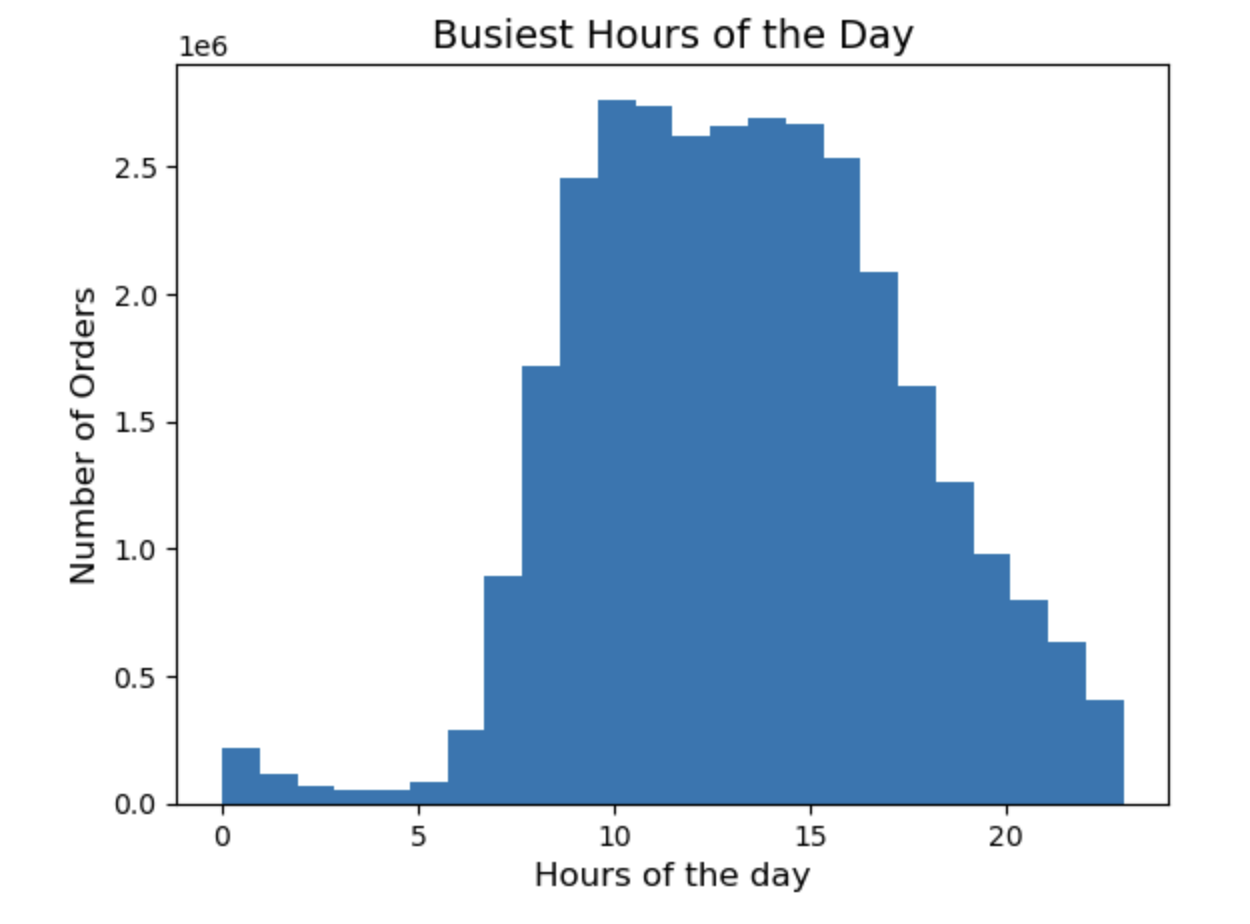 Busiest Hours of the Day
1e6
2.5
2.0
1.5
1.0
0.5
0.0
Number of Orders
0 5 10 15 20
Hours of the day